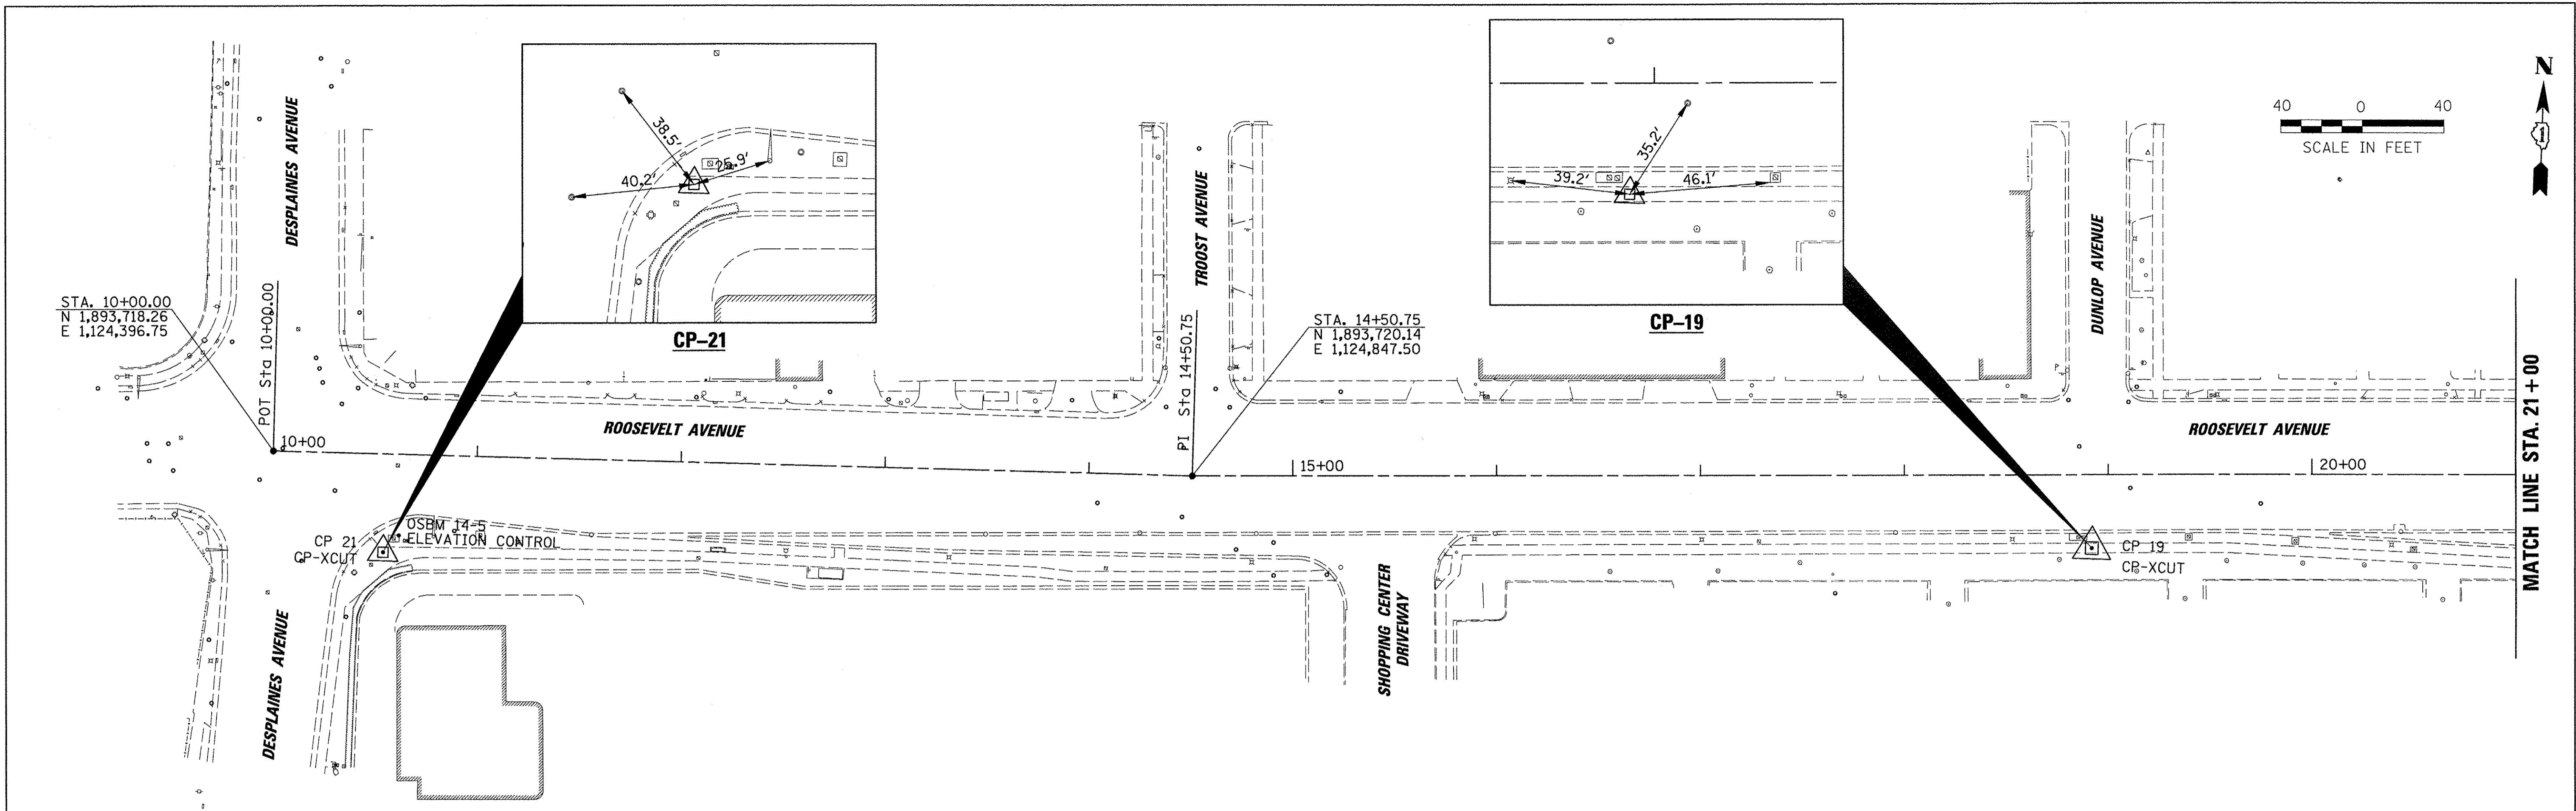 DESPLAINES AVENUE
STA. 10+00.00
N 1,893,718.26
E 1,124,396.75
POT Sta 10+00.00
10+00
38.5'
40.2'
25.9'
CP-21
ROOSEVELT AVENUE
TROOST AVENUE
PI Sta 14+50.75
STA. 14+50.75
N 1,893,720.14
E 1,124,847.50
15+00
35.2'
39.2'
46.1'
CP-19
DUNLOP AVENUE
40 0 40
SCALE IN FEET
N
ROOSEVELT AVENUE
20+00
MATCH LINE STA. 21+00
CP 21
CP-XCUT
OSBM 14-5
ELEVATION CONTROL
DESPLAINES AVENUE
SHOPPING CENTER
DRIVEWAY
CP 19
CP-XCUT